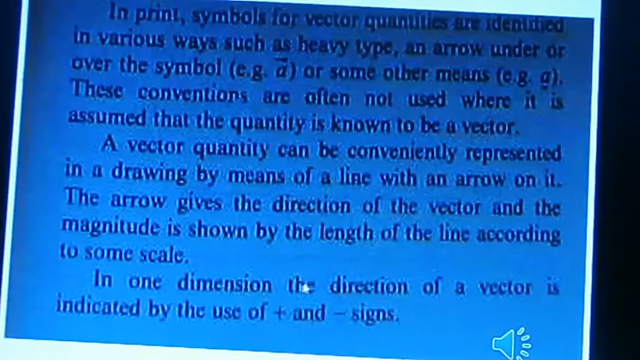 In print, symbols for vector quantities are identified
in various ways such as heavy type, an arrow under or
over the symbol (e.g. a⃗) or some other means (e.g. a̰).
These conventions are often not used where it is
assumed that the quantity is known to be a vector.
A vector quantity can be conveniently represented
in a drawing by means of a line with an arrow on it.
The arrow gives the direction of the vector and the
magnitude is shown by the length of the line according
to some scale.
In one dimension the direction of a vector is
indicated by the use of + and − signs.